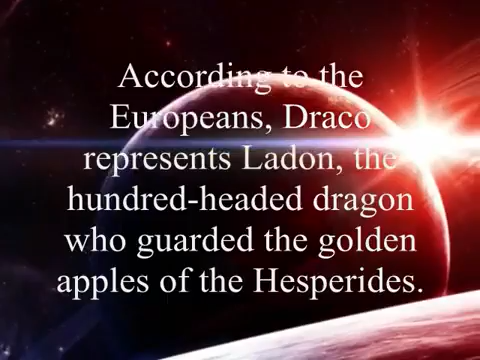 According to the
Europeans, Draco
represents Ladon, the
hundred-headed dragon
who guarded the golden
apples of the Hesperides.